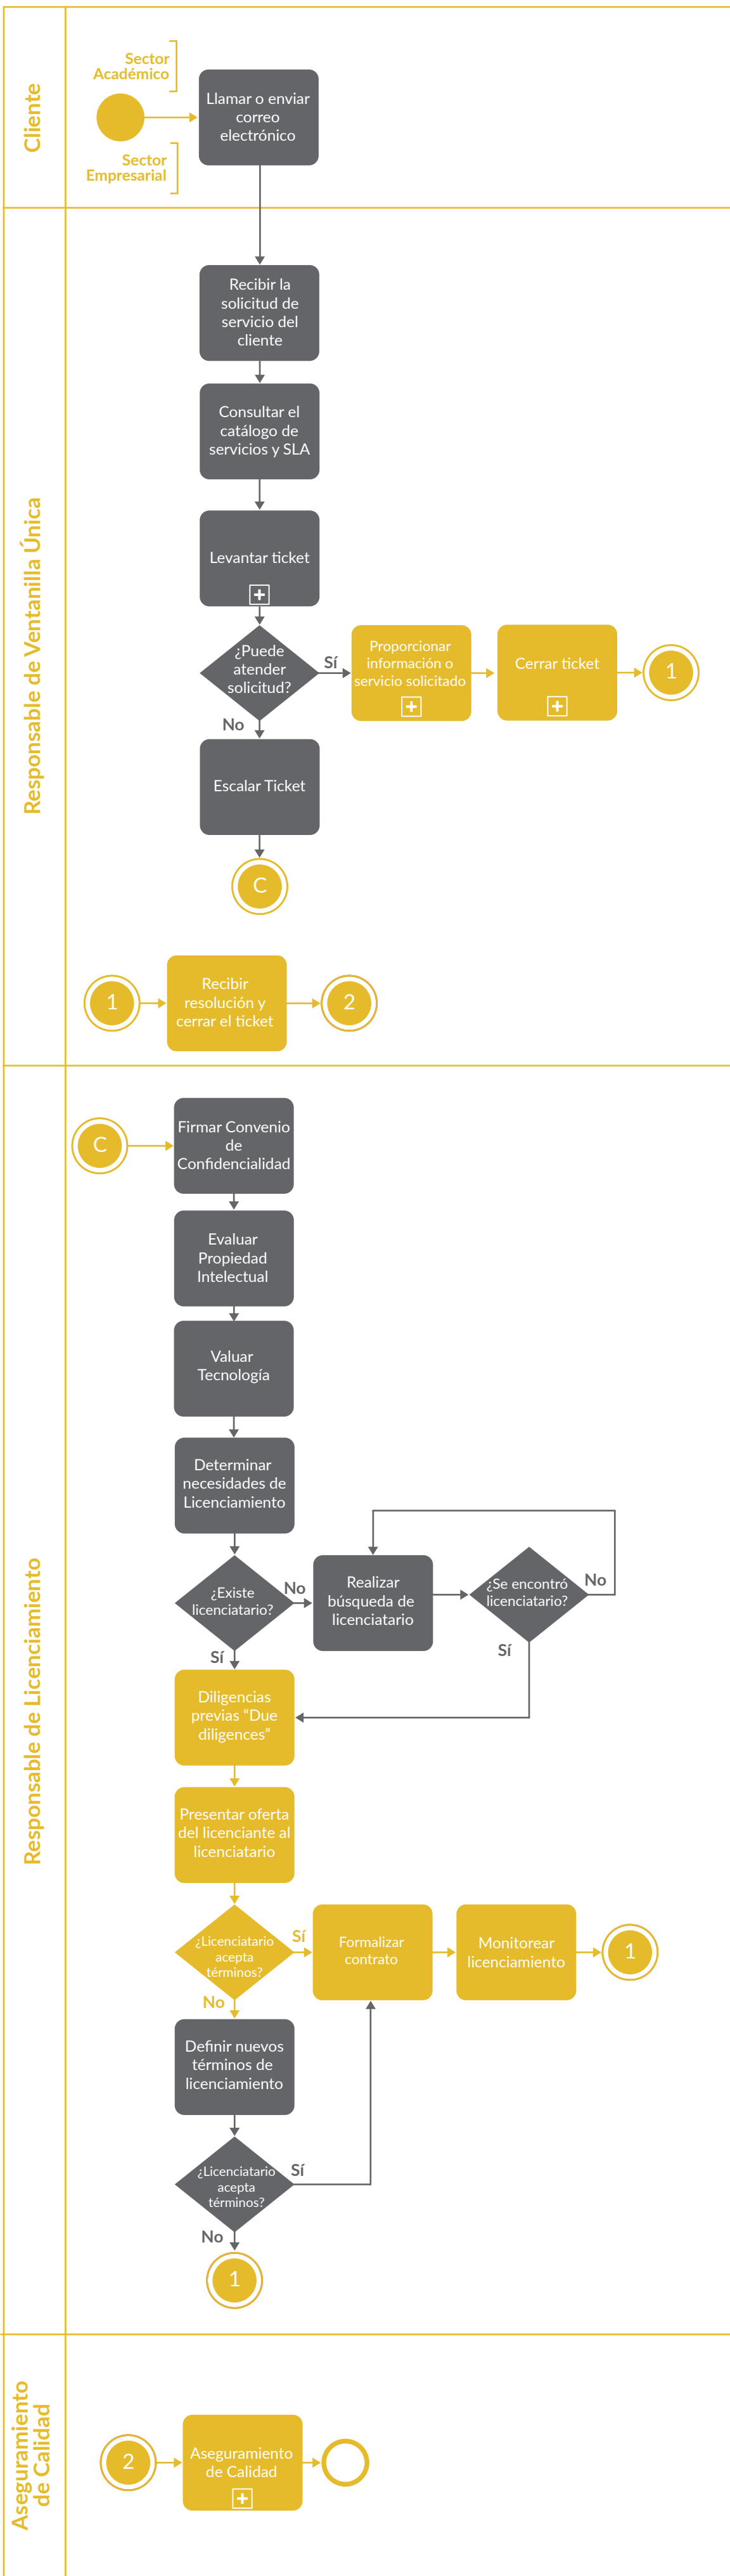 Cliente
Sector
Académico
Sector
Empresarial
Llamar o enviar
correo
electrónico
Responsable de Ventanilla Única
Recibir la
solicitud de
servicio del
cliente
Consultar el
catálogo de
servicios y SLA
Levantar ticket
¿Puede
atender
solicitud?
Sí
Proporcionar
información o
servicio solicitado
Cerrar ticket
1
No
Escalar Ticket
C
1
Recibir
resolución y
cerrar el ticket
2
Responsable de Licenciamiento
C
Firmar Convenio
de
Confidencialidad
Evaluar
Propiedad
Intelectual
Valuar
Tecnología
Determinar
necesidades de
Licenciamiento
¿Existe
licenciatario?
No
Realizar
búsqueda de
licenciatario
¿Se encontró
licenciatario?
No
Sí
Sí
Diligencias
previas “Due
diligences”
Presentar oferta
del licenciante al
licenciatario
¿Licenciatario
acepta
términos?
Sí
Formalizar
contrato
Monitorear
licenciamiento
1
No
Definir nuevos
términos de
licenciamiento
¿Licenciatario
acepta
términos?
Sí
No
1
Aseguramiento
de Calidad
2
Aseguramiento
de Calidad